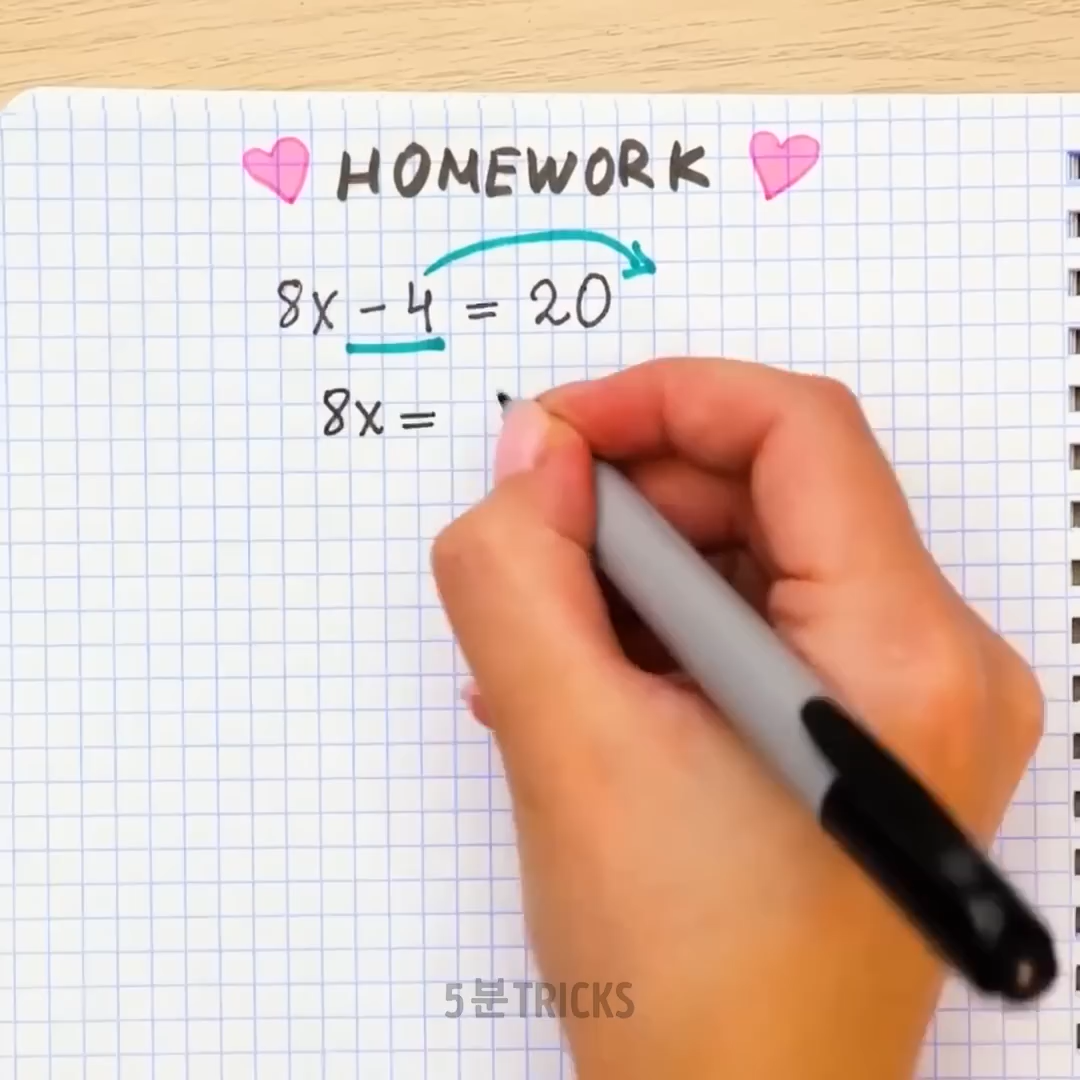 HOMEWORK
8x - 4 = 20
8x =
5분TRICKS